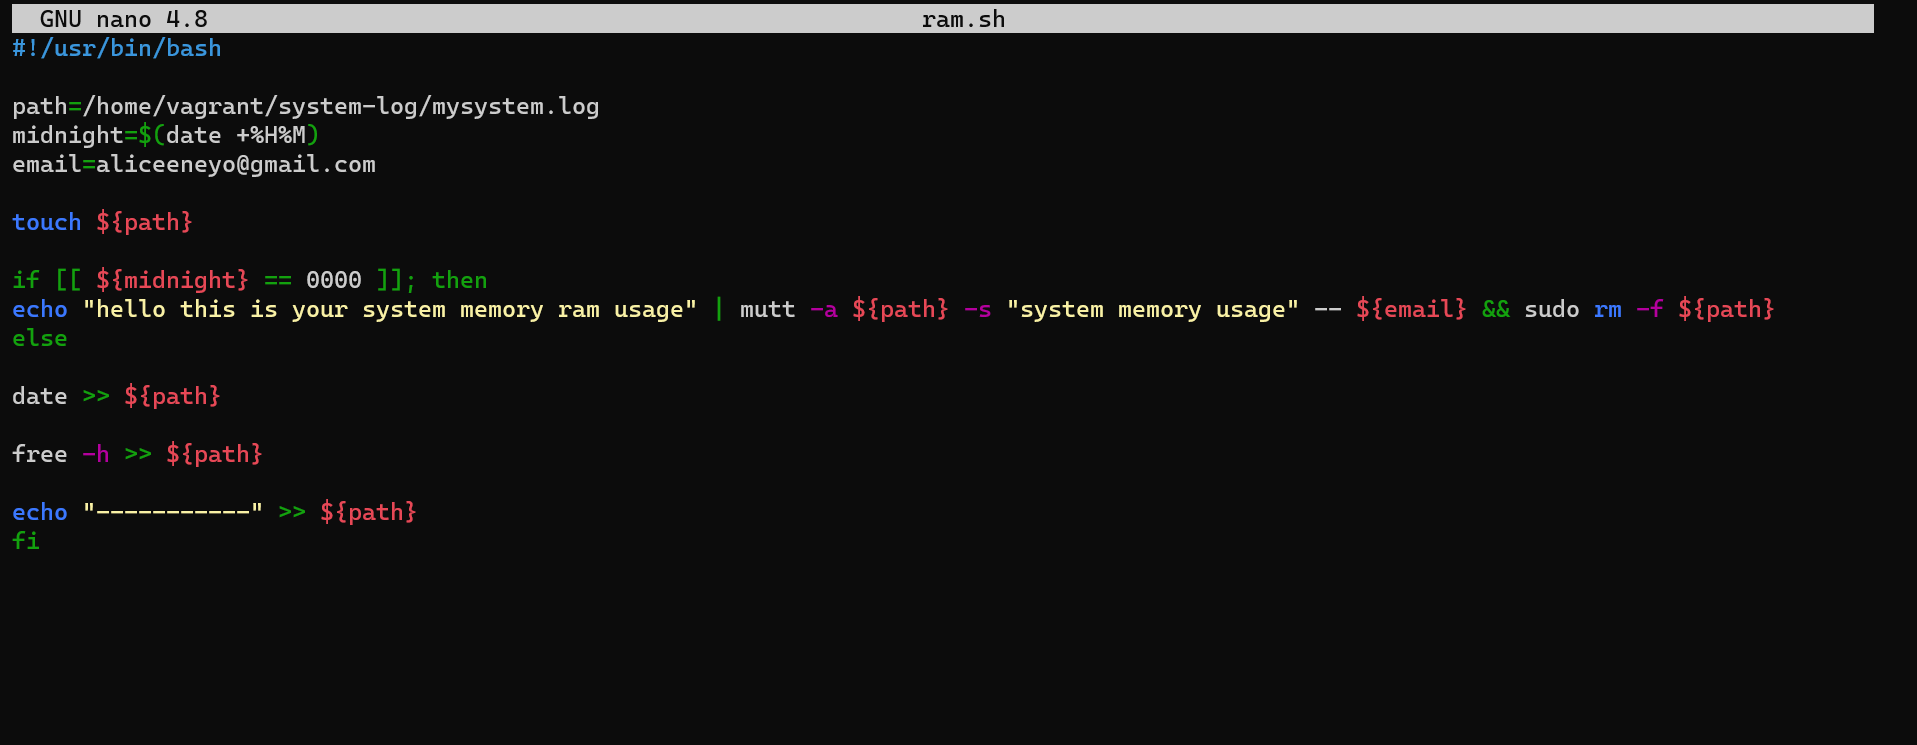 GNU nano 4.8 ram.sh
#!/usr/bin/bash
path=/home/vagrant/system-log/mysystem.log
midnight=$(date +%H%M)
email=aliceeneyo@gmail.com
touch ${path}
if [[ ${midnight} == 0000 ]]; then
echo "hello this is your system memory ram usage" | mutt -a ${path} -s "system memory usage" -- ${email} && sudo rm -f ${path}
else
date >> ${path}
free -h >> ${path}
echo "-----------" >> ${path}
fi